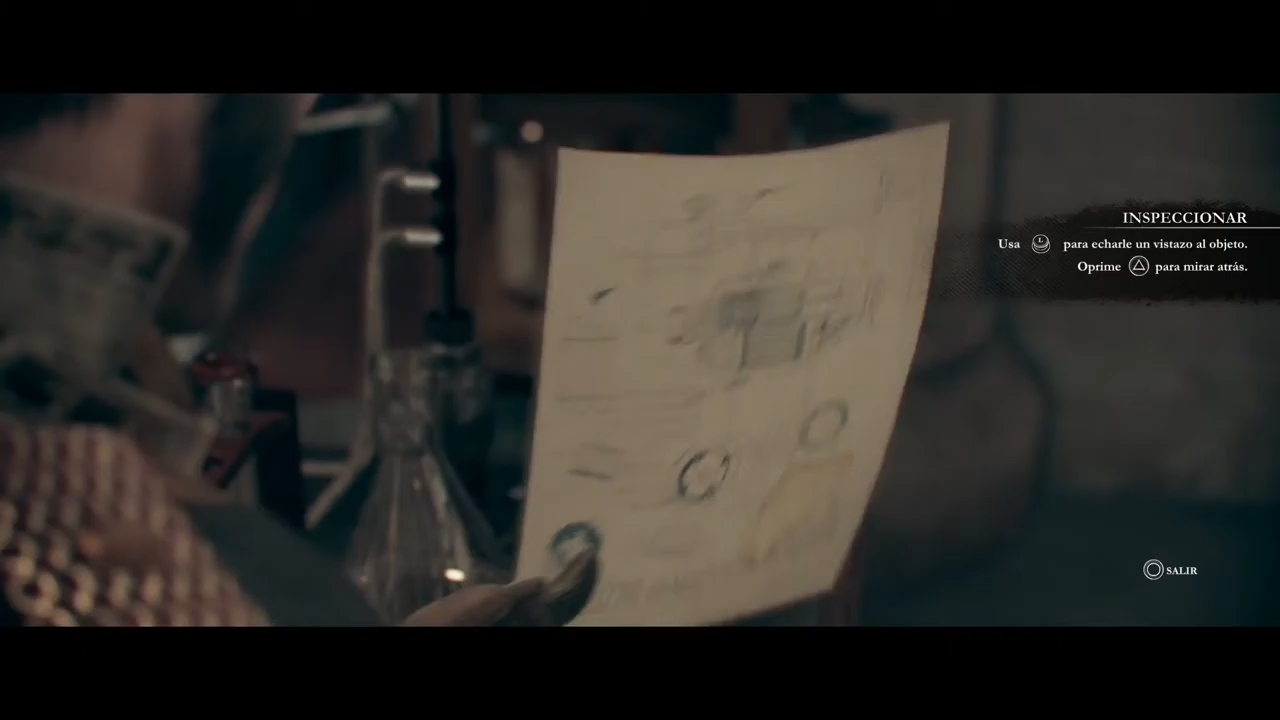 INSPECCIONAR
Usa L para echarle un vistazo al objeto.
Oprime para mirar atrás.
SALIR